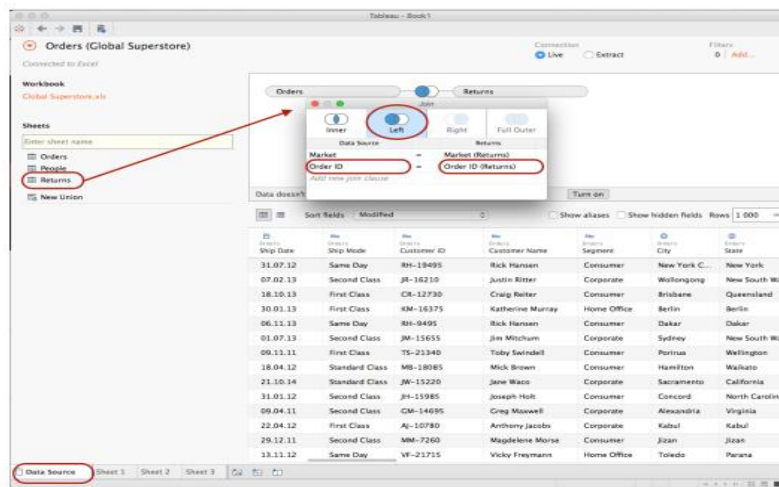 Tableau - Book1
Orders (Global Superstore)
Connected to Excel
Connection
Live Extract
Filters
0 Add...
Workbook
Global Superstore.xls
Sheets
Enter sheet name
Orders
People
Returns
New Union
Orders Returns
Join
Inner Left Right Full Outer
Data Source Returns
Market = Market (Returns)
Order ID = Order ID (Returns)
Add new join clause
Data doesn't Turn on
Sort fields Modified Show aliases Show hidden fields Rows 1 000
Abc Abc Abc Abc
Orders Orders Orders Orders Orders Orders Orders
Ship Date Ship Mode Customer ID Customer Name Segment City State
31.07.12 Same Day RH-19495 Rick Hansen Consumer New York C... New York
07.02.13 Second Class JR-16210 Justin Ritter Corporate Wollongong New South Wa
18.10.13 First Class CR-12730 Craig Reiter Consumer Brisbane Queensland
30.01.13 First Class KM-16375 Katherine Murray Home Office Berlin Berlin
06.11.13 Same Day RH-9495 Rick Hansen Consumer Dakar Dakar
01.07.13 Second Class JM-15655 Jim Mitchum Corporate Sydney New South Wa
09.11.11 First Class TS-21340 Toby Swindell Consumer Porirua Wellington
18.04.12 Standard Class MB-18085 Mick Brown Consumer Hamilton Waikato
21.10.14 Standard Class JW-15220 Jane Waco Corporate Sacramento California
31.01.12 Second Class JH-15985 Joseph Holt Consumer Concord North Carolin
09.04.11 Second Class GM-14695 Greg Maxwell Corporate Alexandria Virginia
22.04.12 First Class AJ-10780 Anthony Jacobs Corporate Kabul Kabul
29.12.11 Second Class MM-7260 Magdelene Morse Consumer Jizan Jizan
13.11.12 Same Day VF-21715 Vicky Freymann Home Office Toledo Parana
Data Source Sheet 1 Sheet 2 Sheet 3